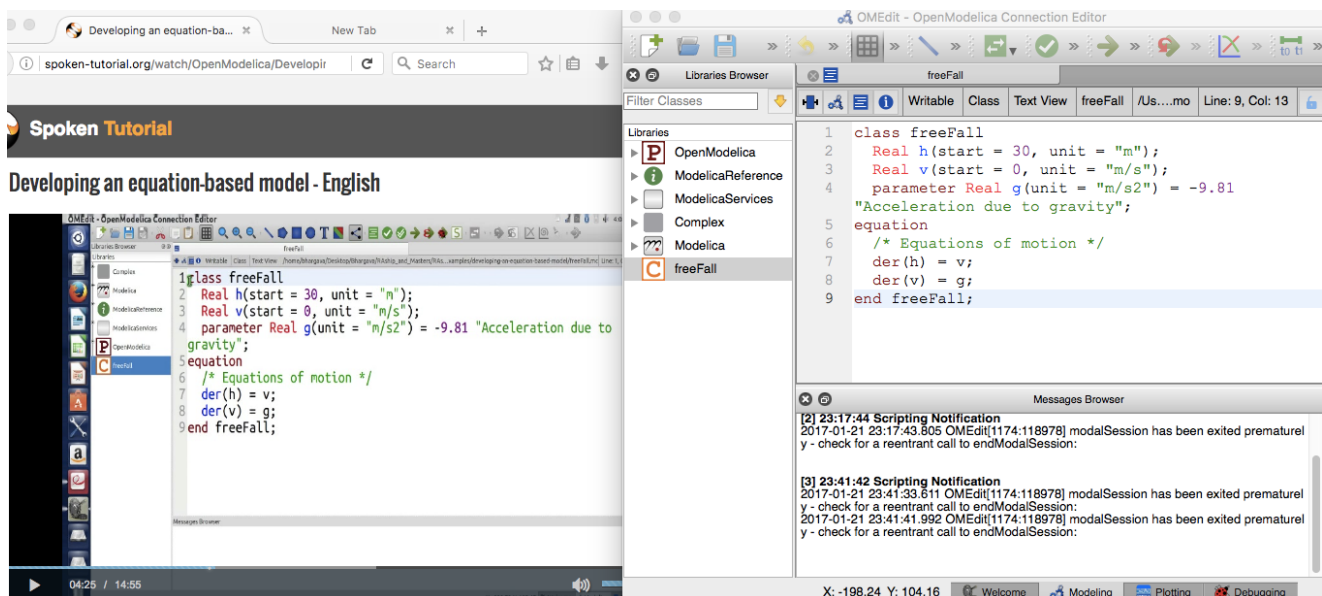 Developing an equation-ba... ×
New Tab × +
spoken-tutorial.org/watch/OpenModelica/Developir
Search
Spoken Tutorial
Developing an equation-based model - English
OMEdit - OpenModelica Connection Editor
Libraries Browser
freeFall
Libraries
Writable Class Text View
Complex
Modelica
ModelicaReference
ModelicaServices
OpenModelica
freeFall
1 class freeFall
2 Real h(start = 30, unit = "m");
3 Real v(start = 0, unit = "m/s");
4 parameter Real g(unit = "m/s2") = -9.81 "Acceleration due to
gravity";
5 equation
6 /* Equations of motion */
7 der(h) = v;
8 der(v) = g;
9 end freeFall;
Messages Browser
04:25 / 14:55
OMEdit - OpenModelica Connection Editor
Libraries Browser
Filter Classes
Libraries
OpenModelica
ModelicaReference
ModelicaServices
Complex
Modelica
freeFall
freeFall
Writable Class Text View freeFall /Us....mo Line: 9, Col: 13
1 class freeFall
2 Real h(start = 30, unit = "m");
3 Real v(start = 0, unit = "m/s");
4 parameter Real g(unit = "m/s2") = -9.81
"Acceleration due to gravity";
5 equation
6 /* Equations of motion */
7 der(h) = v;
8 der(v) = g;
9 end freeFall;
Messages Browser
[2] 23:17:44 Scripting Notification
2017-01-21 23:17:43.805 OMEdit[1174:118978] modalSession has been exited prematurel
y - check for a reentrant call to endModalSession:
[3] 23:41:42 Scripting Notification
2017-01-21 23:41:33.611 OMEdit[1174:118978] modalSession has been exited prematurel
y - check for a reentrant call to endModalSession:
2017-01-21 23:41:41.992 OMEdit[1174:118978] modalSession has been exited prematurel
y - check for a reentrant call to endModalSession:
X: -198.24 Y: 104.16 Welcome Modeling Plotting Debugging